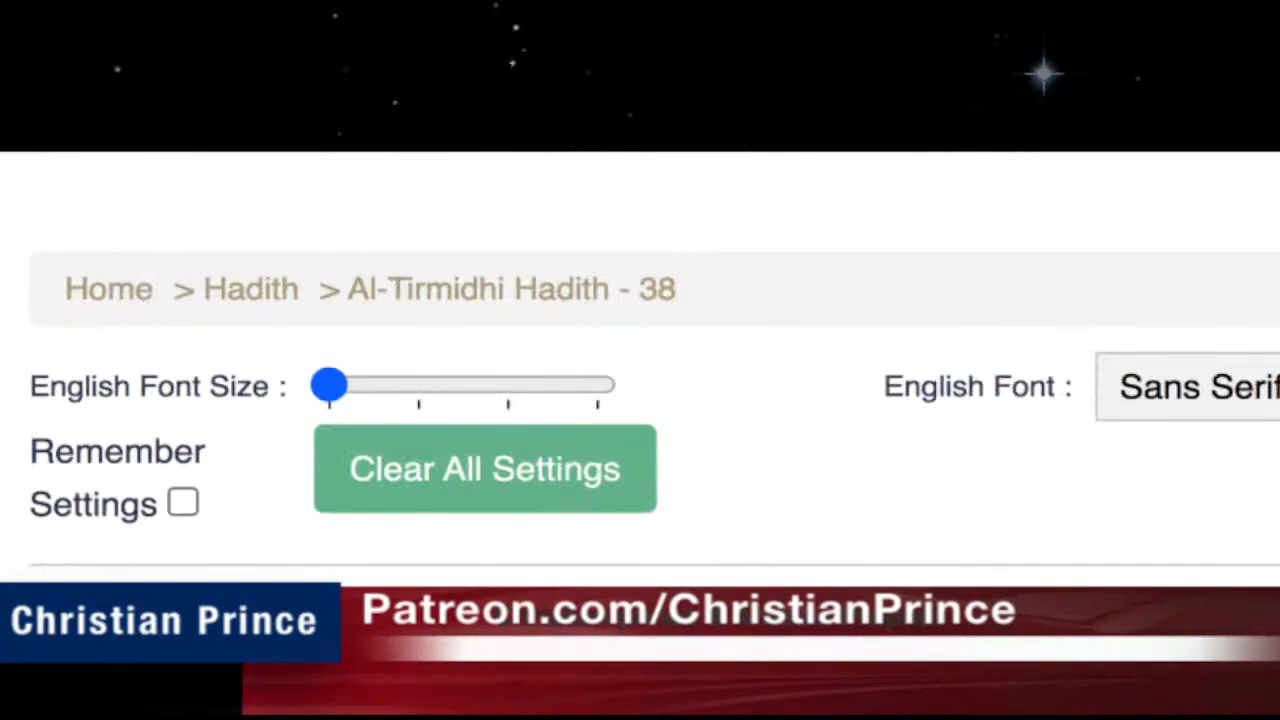 Home > Hadith > Al-Tirmidhi Hadith - 38
English Font Size :
English Font :
Sans Serif
Remember
Settings
Clear All Settings
Christian Prince
Patreon.com/ChristianPrince